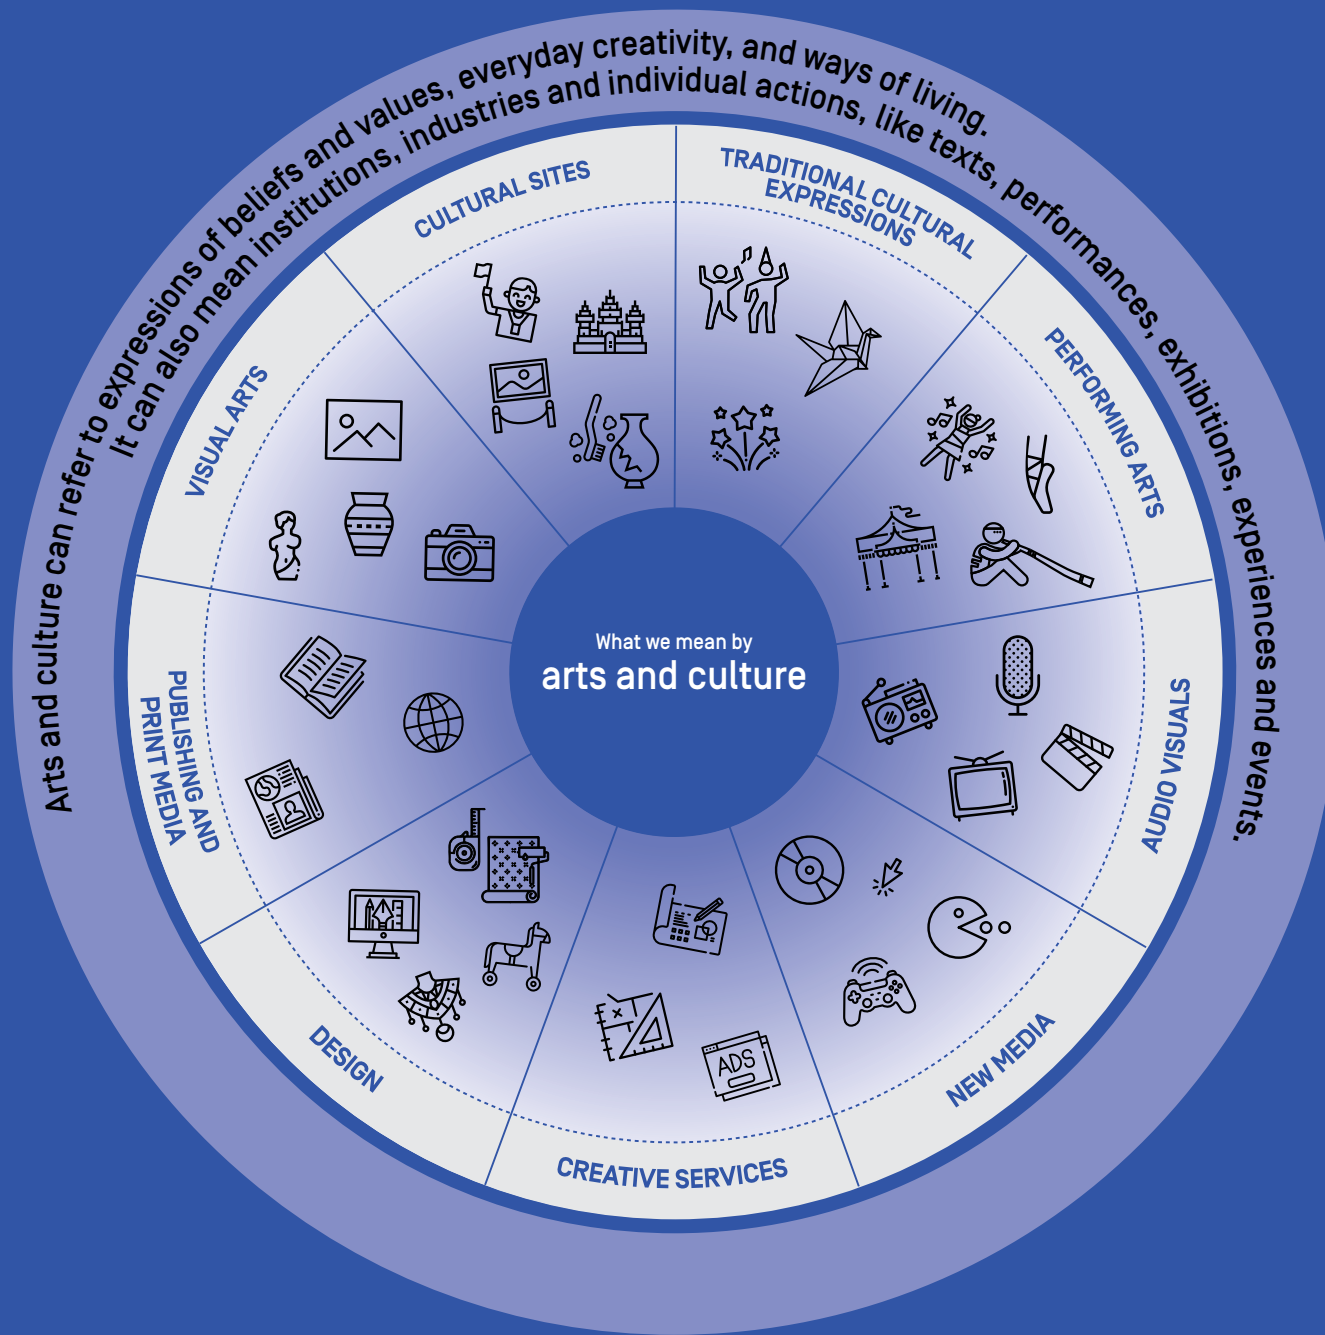 Arts and culture can refer to expressions of beliefs and values, everyday creativity, and ways of living.
It can also mean institutions, industries and individual actions, like texts, performances, exhibitions, experiences and events.
CULTURAL SITES
TRADITIONAL CULTURAL
EXPRESSIONS
PERFORMING ARTS
AUDIO VISUALS
NEW MEDIA
CREATIVE SERVICES
DESIGN
PUBLISHING AND
PRINT MEDIA
VISUAL ARTS
What we mean by
arts and culture
ADS